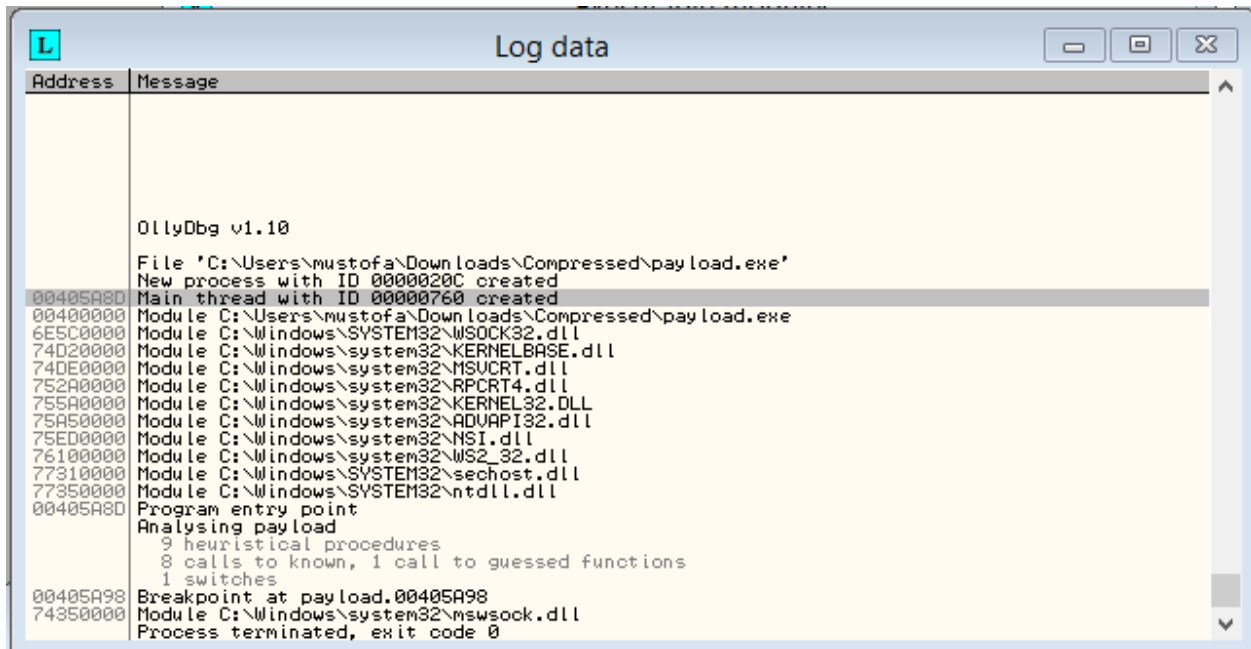 L Log data
Address Message
OllyDbg v1.10
File 'C:\Users\mustofa\Downloads\Compressed\payload.exe'
New process with ID 0000020C created
00405A8D Main thread with ID 00000760 created
00400000 Module C:\Users\mustofa\Downloads\Compressed\payload.exe
6E5C0000 Module C:\Windows\SYSTEM32\WSOCK32.dll
74D20000 Module C:\Windows\system32\KERNELBASE.dll
74DE0000 Module C:\Windows\system32\MSVCRT.dll
752A0000 Module C:\Windows\system32\RPCRT4.dll
755A0000 Module C:\Windows\system32\KERNEL32.DLL
75A50000 Module C:\Windows\system32\ADVAPI32.dll
75ED0000 Module C:\Windows\system32\NSI.dll
76100000 Module C:\Windows\system32\WS2_32.dll
77310000 Module C:\Windows\SYSTEM32\sechost.dll
77350000 Module C:\Windows\SYSTEM32\ntdll.dll
00405A8D Program entry point
Analysing payload
9 heuristical procedures
8 calls to known, 1 call to guessed functions
1 switches
00405A98 Breakpoint at payload.00405A98
74350000 Module C:\Windows\system32\mswsock.dll
Process terminated, exit code 0